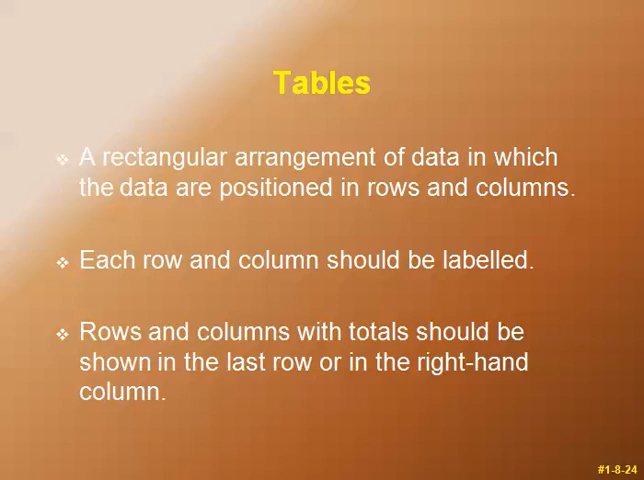 Tables
❖ A rectangular arrangement of data in which
the data are positioned in rows and columns.
❖ Each row and column should be labelled.
❖ Rows and columns with totals should be
shown in the last row or in the right-hand
column.
#1-8-24